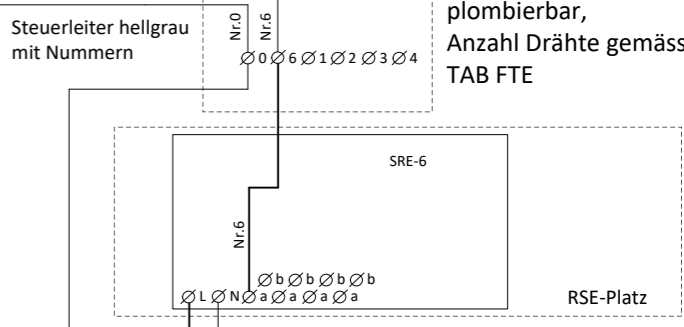 Steuerleiter hellgrau
mit Nummern
Nr.0
Nr.6
plombierbar,
Anzahl Drähte gemäss
TAB FTE
0 6 1 2 3 4
SRE-6
Nr.6
b b b b
L N a a a a
RSE-Platz